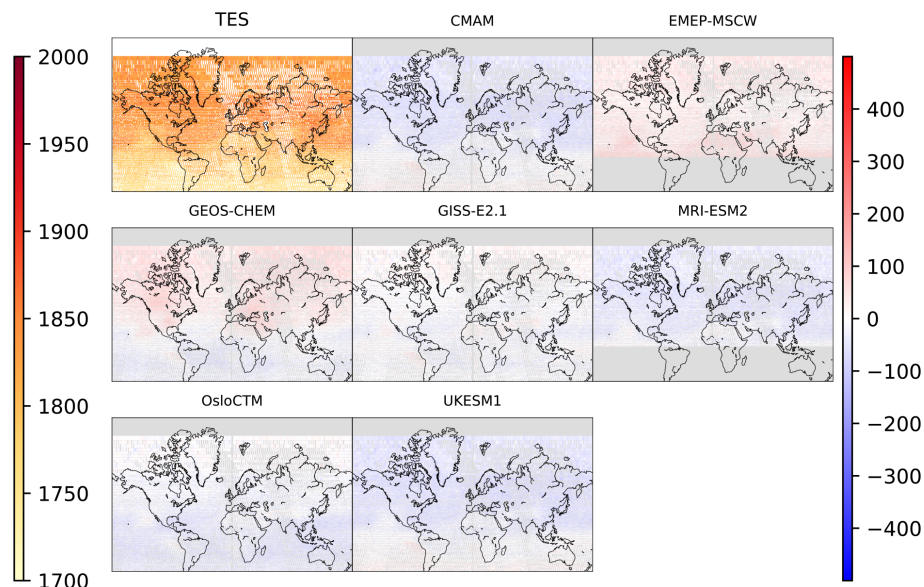 TES
CMAM
EMEP-MSCW
2000
1950
1900
1850
1800
1750
1700
GEOS-CHEM
GISS-E2.1
MRI-ESM2
OsloCTM
UKESM1
400
300
200
100
0
−100
−200
−300
−400